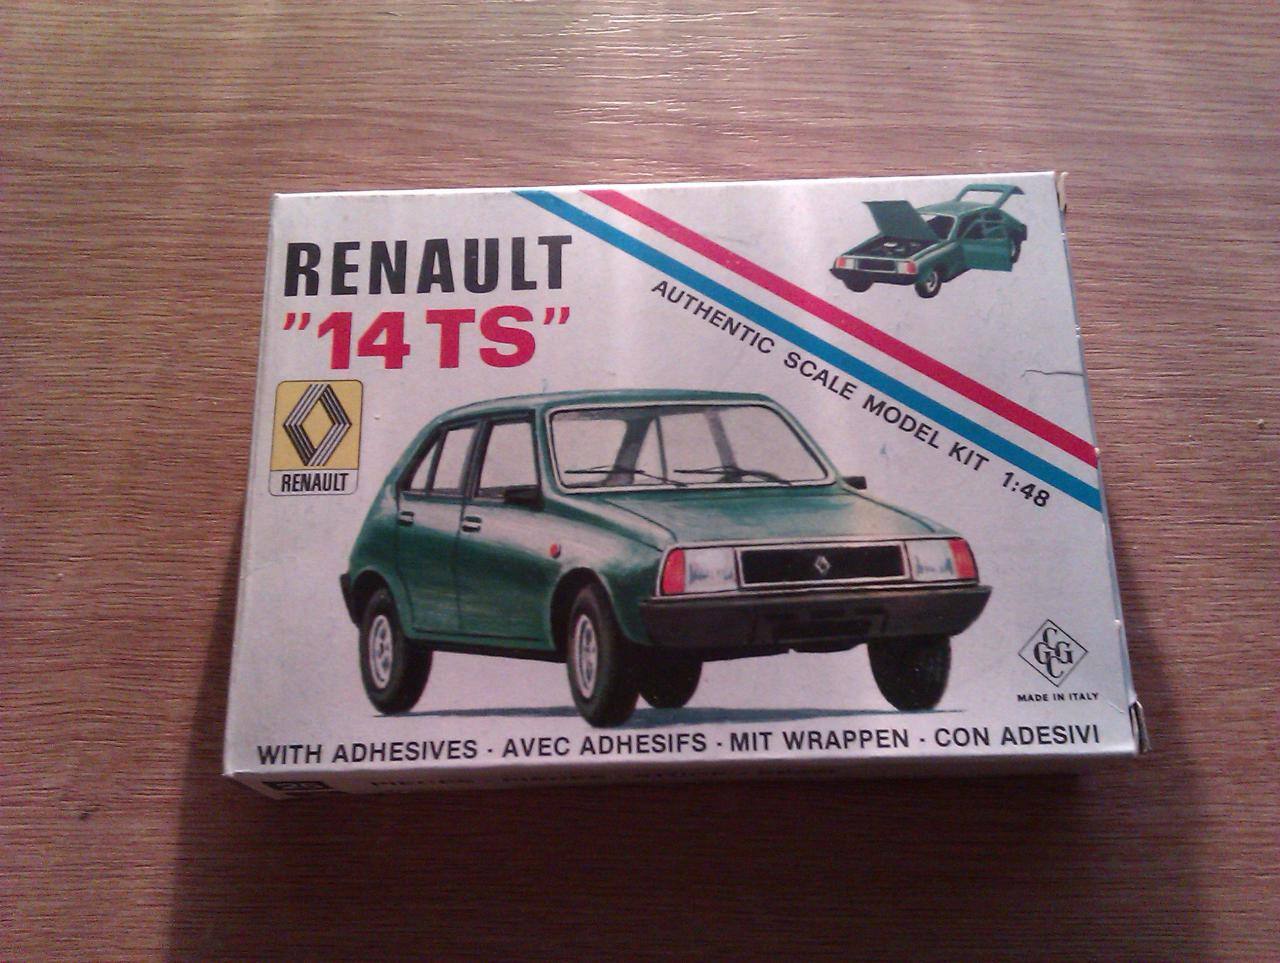 RENAULT
"14 TS"
AUTHENTIC SCALE MODEL KIT 1:48
RENAULT
CGGC
MADE IN ITALY
WITH ADHESIVES · AVEC ADHESIFS · MIT WRAPPEN · CON ADESIVI